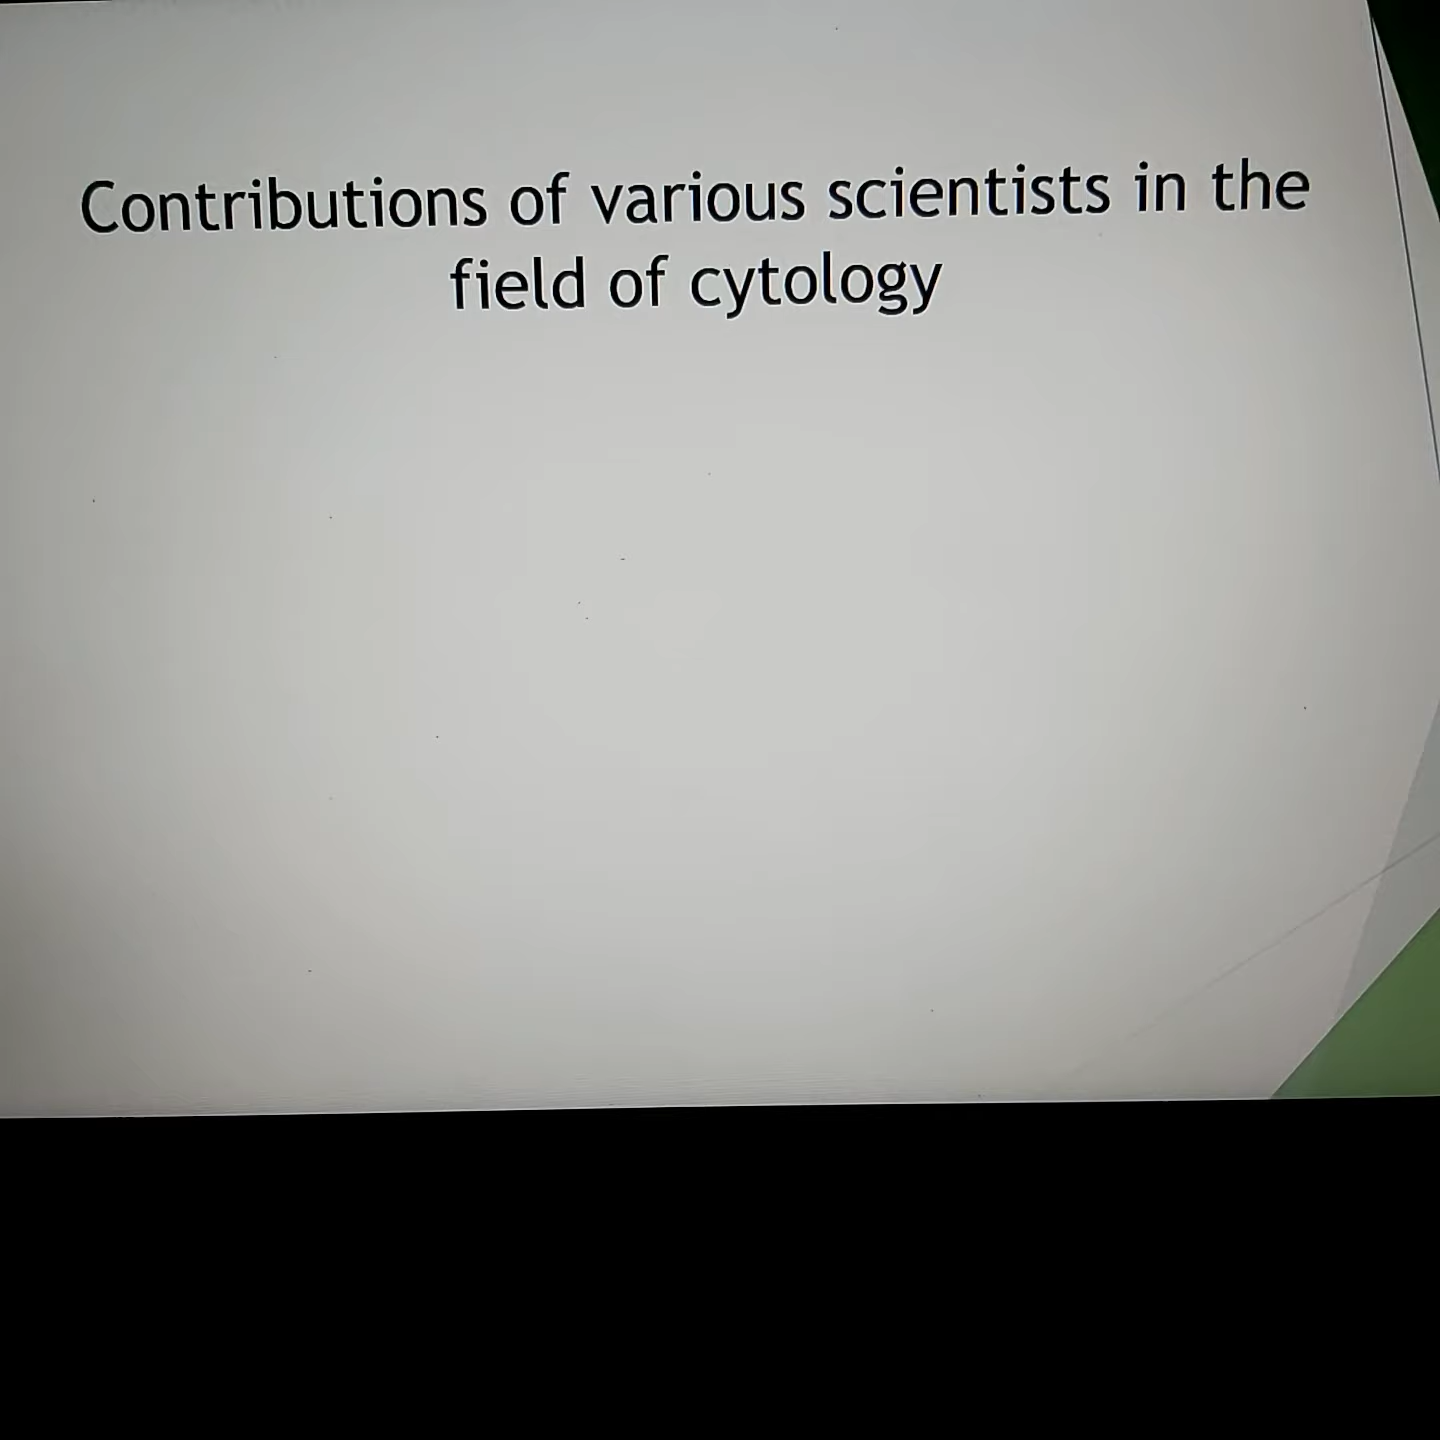 Contributions of various scientists in the
field of cytology